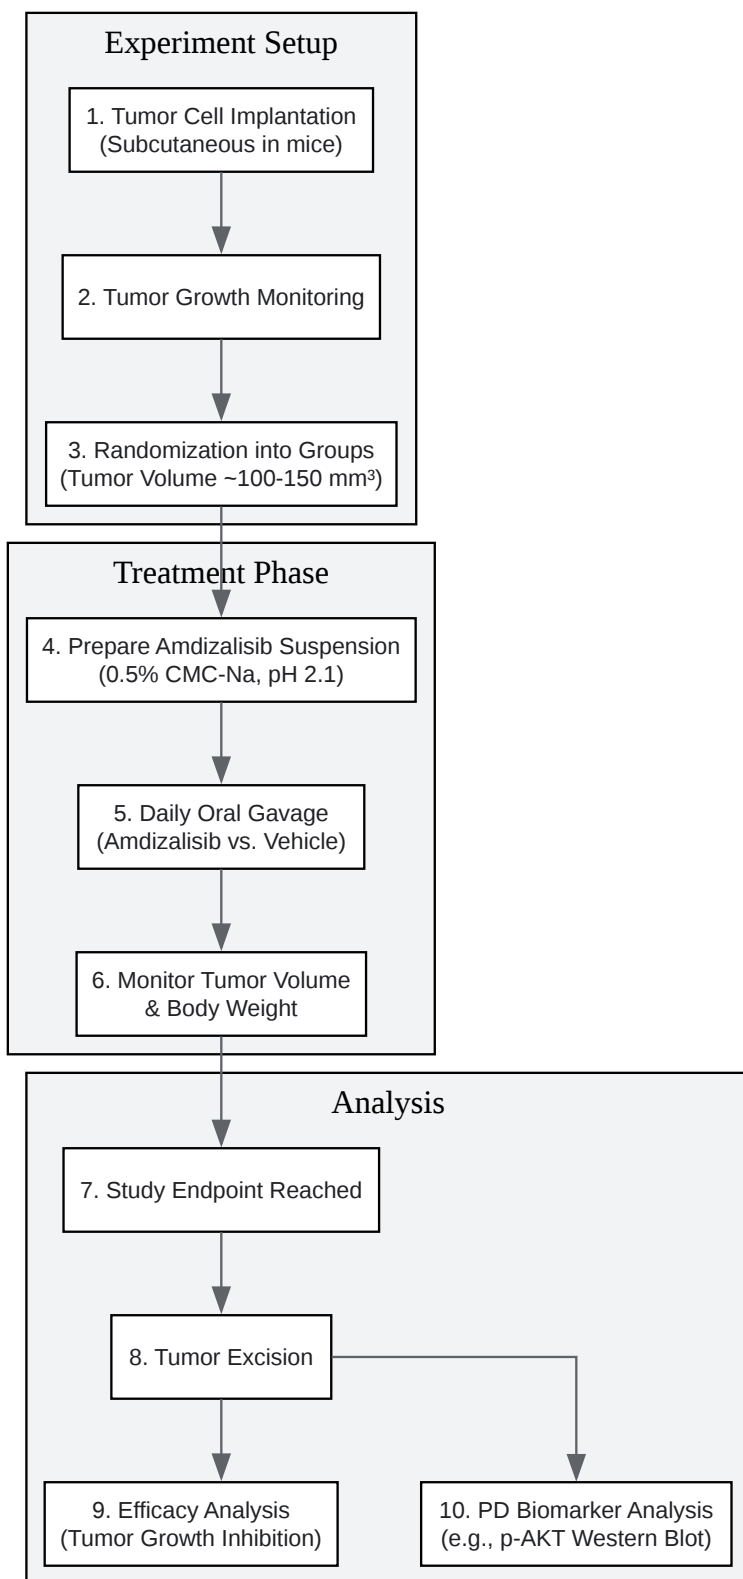 Experiment Setup
1. Tumor Cell Implantation
(Subcutaneous in mice)
2. Tumor Growth Monitoring
3. Randomization into Groups
(Tumor Volume ~100-150 mm³)
Treatment Phase
4. Prepare Amdizalisib Suspension
(0.5% CMC-Na, pH 2.1)
5. Daily Oral Gavage
(Amdizalisib vs. Vehicle)
6. Monitor Tumor Volume
& Body Weight
Analysis
7. Study Endpoint Reached
8. Tumor Excision
9. Efficacy Analysis
(Tumor Growth Inhibition)
10. PD Biomarker Analysis
(e.g., p-AKT Western Blot)